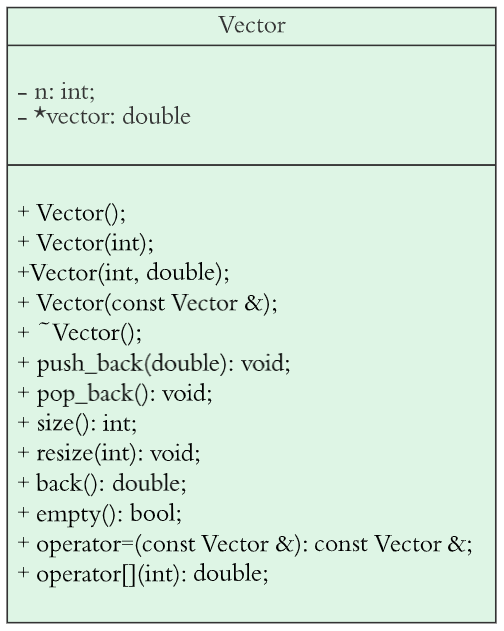 Vector
- n: int;
- *vector: double
+ Vector();
+ Vector(int);
+Vector(int, double);
+ Vector(const Vector &);
+ ~Vector();
+ push_back(double): void;
+ pop_back(): void;
+ size(): int;
+ resize(int): void;
+ back(): double;
+ empty(): bool;
+ operator=(const Vector &): const Vector &;
+ operator[](int): double;